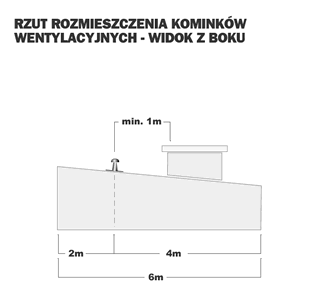 RZUT ROZMIESZCZENIA KOMINKÓW
WENTYLACYJNYCH - WIDOK Z BOKU
min. 1m
2m
4m
6m